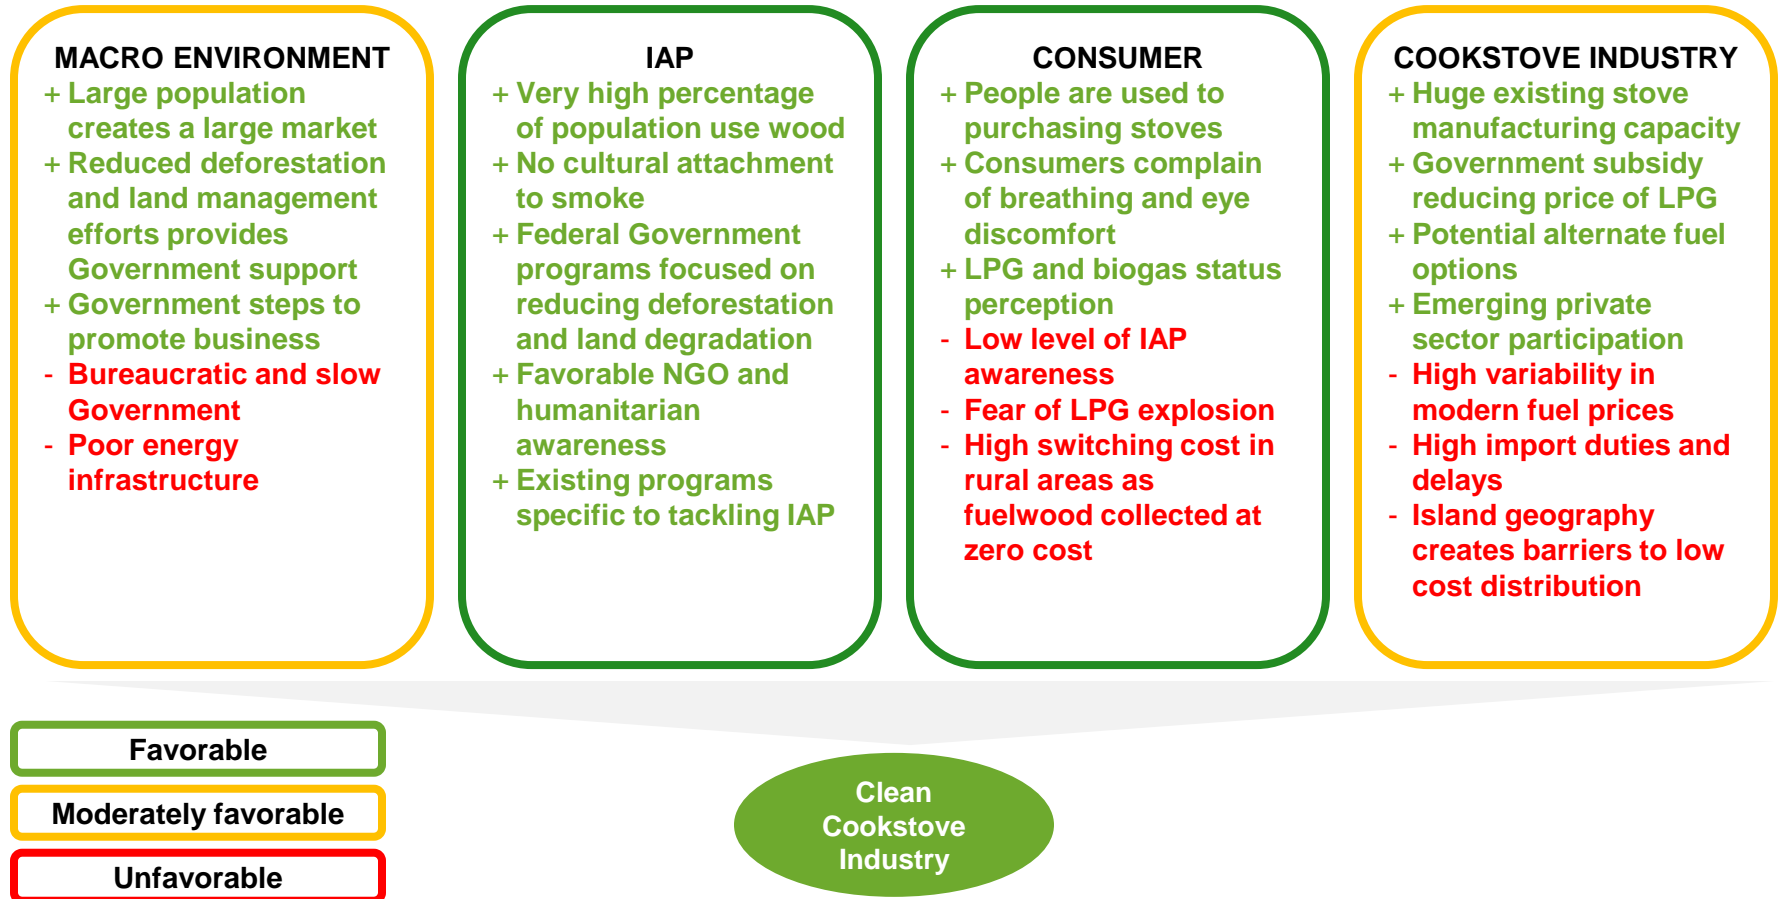 MACRO ENVIRONMENT
+ Large population
creates a large market
+ Reduced deforestation
and land management
efforts provides
Government support
+ Government steps to
promote business
- Bureaucratic and slow
Government
- Poor energy
infrastructure
IAP
+ Very high percentage
of population use wood
+ No cultural attachment
to smoke
+ Federal Government
programs focused on
reducing deforestation
and land degradation
+ Favorable NGO and
humanitarian
awareness
+ Existing programs
specific to tackling IAP
CONSUMER
+ People are used to
purchasing stoves
+ Consumers complain
of breathing and eye
discomfort
+ LPG and biogas status
perception
- Low level of IAP
awareness
- Fear of LPG explosion
- High switching cost in
rural areas as
fuelwood collected at
zero cost
COOKSTOVE INDUSTRY
+ Huge existing stove
manufacturing capacity
+ Government subsidy
reducing price of LPG
+ Potential alternate fuel
options
+ Emerging private
sector participation
- High variability in
modern fuel prices
- High import duties and
delays
- Island geography
creates barriers to low
cost distribution
Favorable
Moderately favorable
Unfavorable
Clean
Cookstove
Industry